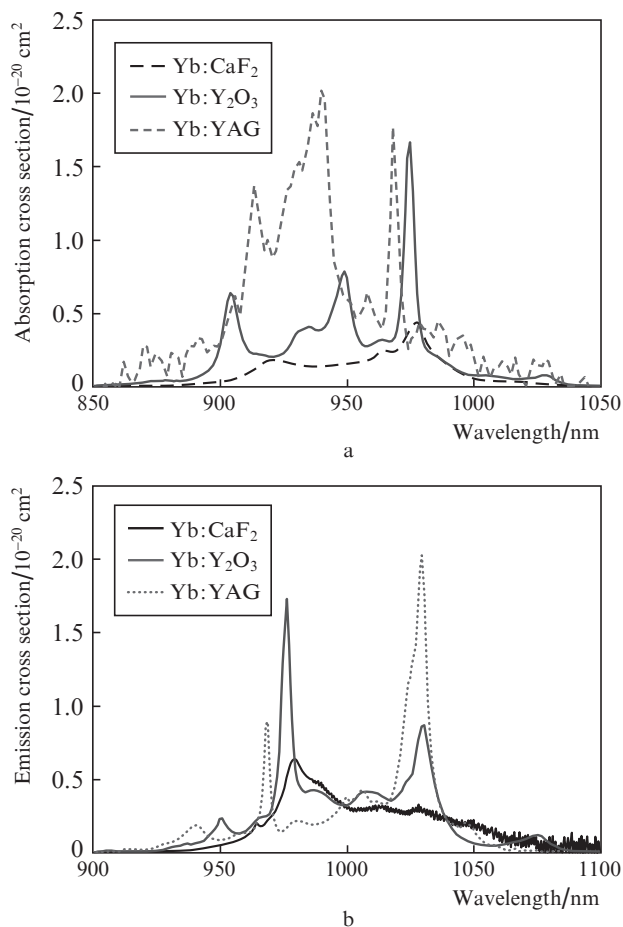 Absorption cross section/10⁻²⁰ cm²
2.5
2.0
1.5
1.0
0.5
0
Yb:CaF₂
Yb:Y₂O₃
Yb:YAG
850 900 950 1000 1050
Wavelength/nm
a
Emission cross section/10⁻²⁰ cm²
2.5
2.0
1.5
1.0
0.5
0
Yb:CaF₂
Yb:Y₂O₃
Yb:YAG
900 950 1000 1050 1100
Wavelength/nm
b